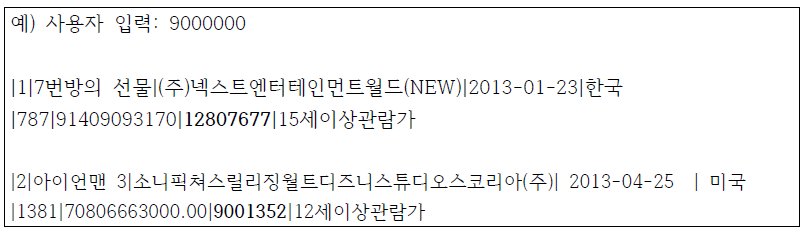 예) 사용자 입력: 9000000
|1|7번방의 선물|(주)넥스트엔터테인먼트월드(NEW)|2013-01-23|한국
|787|91409093170|12807677|15세이상관람가
|2|아이언맨 3|소니픽쳐스릴리징월트디즈니스튜디오스코리아(주)| 2013-04-25 | 미국
|1381|70806663000.00|9001352|12세이상관람가